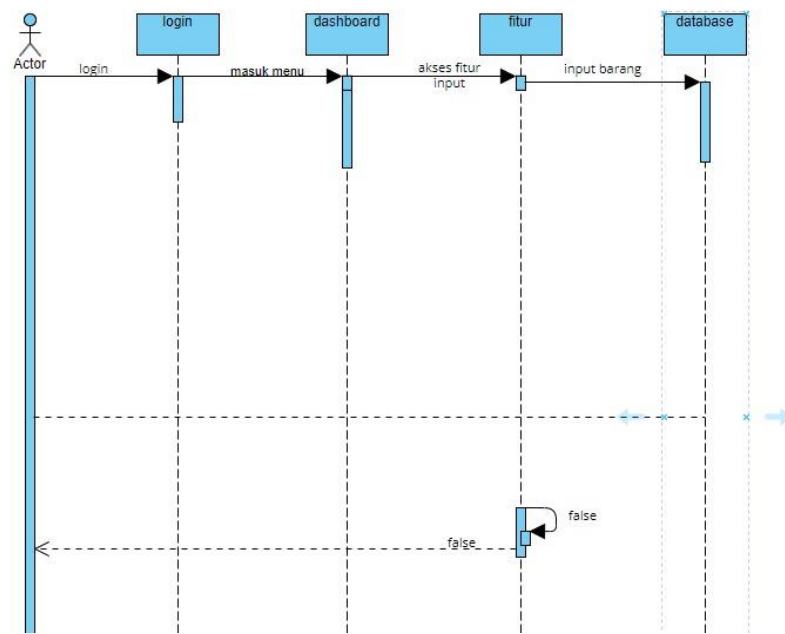 login
dashboard
fitur
database
Actor
login
masuk menu
akses fitur
input
input barang
false
false